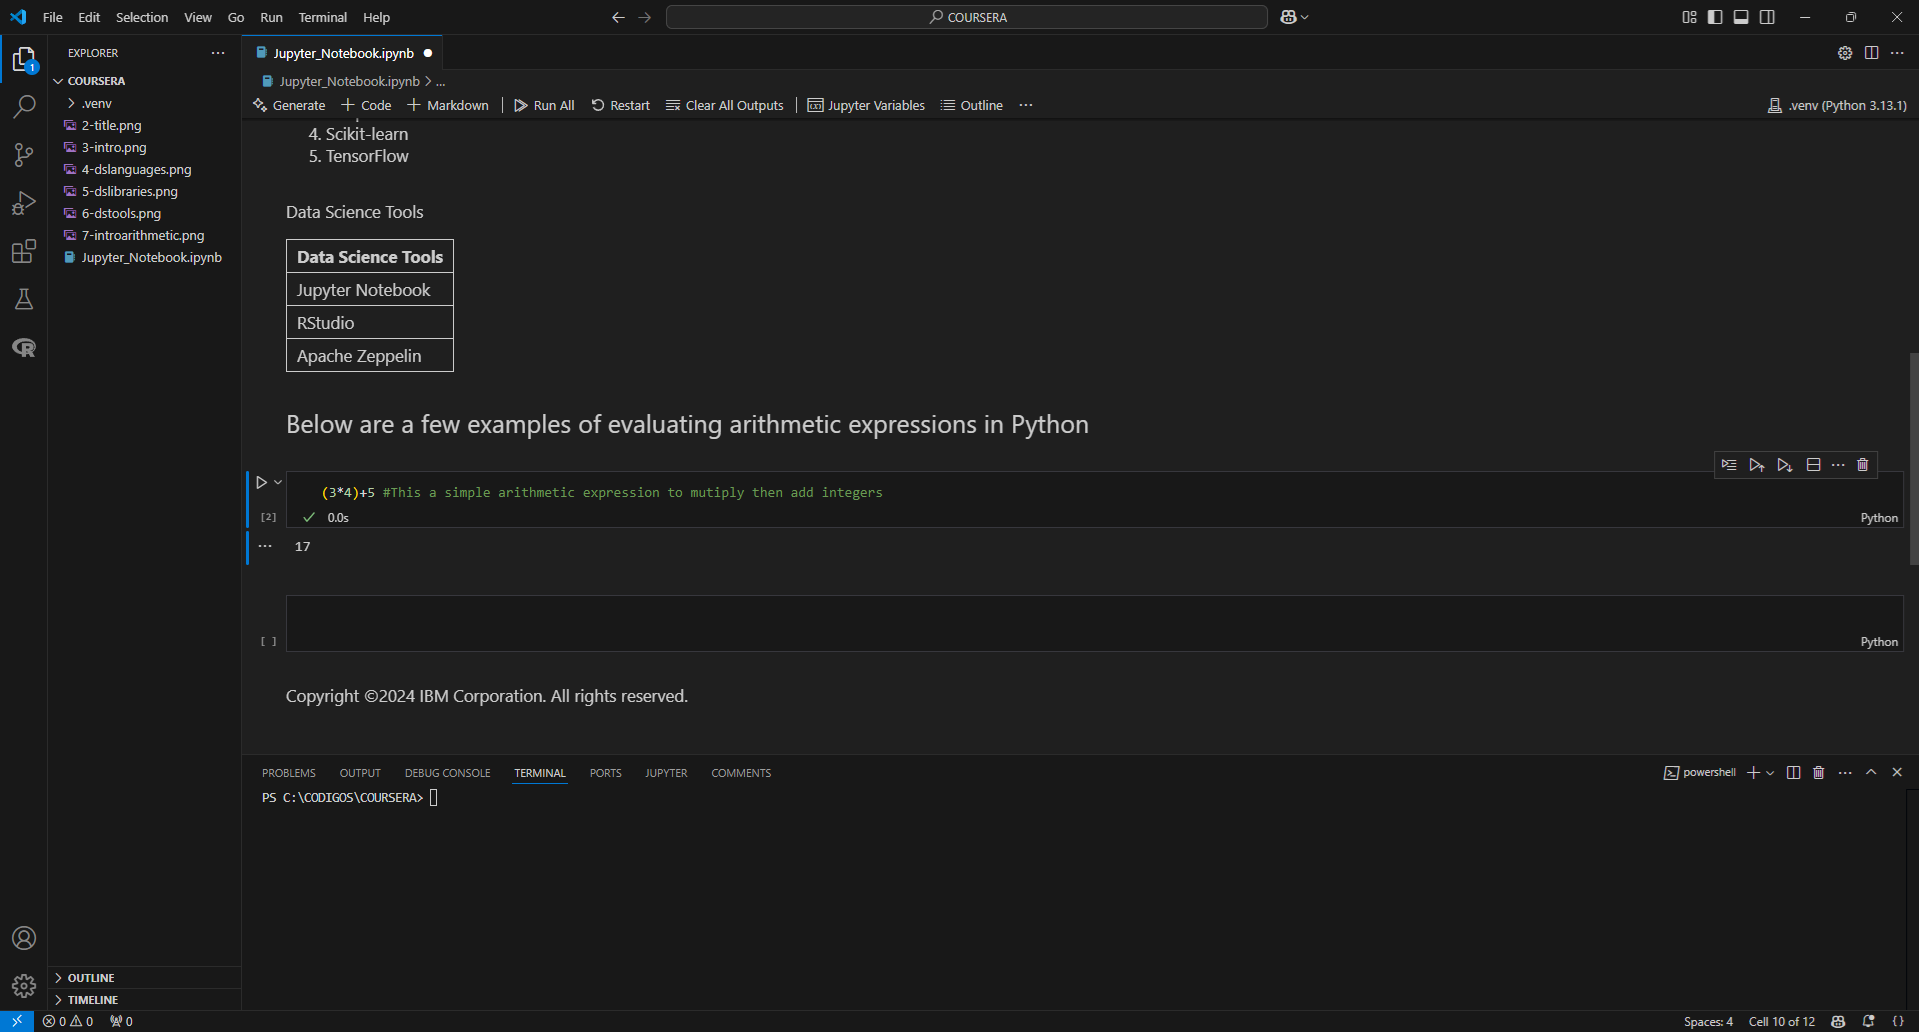 File Edit Selection View Go Run Terminal Help
COURSERA
EXPLORER
Jupyter_Notebook.ipynb
COURSERA
Jupyter_Notebook.ipynb > ...
.venv
Generate + Code + Markdown Run All Restart Clear All Outputs Jupyter Variables Outline ... .venv (Python 3.13.1)
2-title.png
3-intro.png
4-dslanguages.png
5-dslibraries.png
6-dstools.png
7-introarithmetic.png
Jupyter_Notebook.ipynb
1
4. Scikit-learn
5. TensorFlow
Data Science Tools
Data Science Tools
Jupyter Notebook
RStudio
Apache Zeppelin
Below are a few examples of evaluating arithmetic expressions in Python
(3*4)+5 #This a simple arithmetic expression to mutiply then add integers
[2] 0.0s Python
... 17
[ ] Python
Copyright ©2024 IBM Corporation. All rights reserved.
PROBLEMS OUTPUT DEBUG CONSOLE TERMINAL PORTS JUPYTER COMMENTS powershell
PS C:\CODIGOS\COURSERA>
OUTLINE
TIMELINE
0 0 0 Spaces: 4 Cell 10 of 12 {}